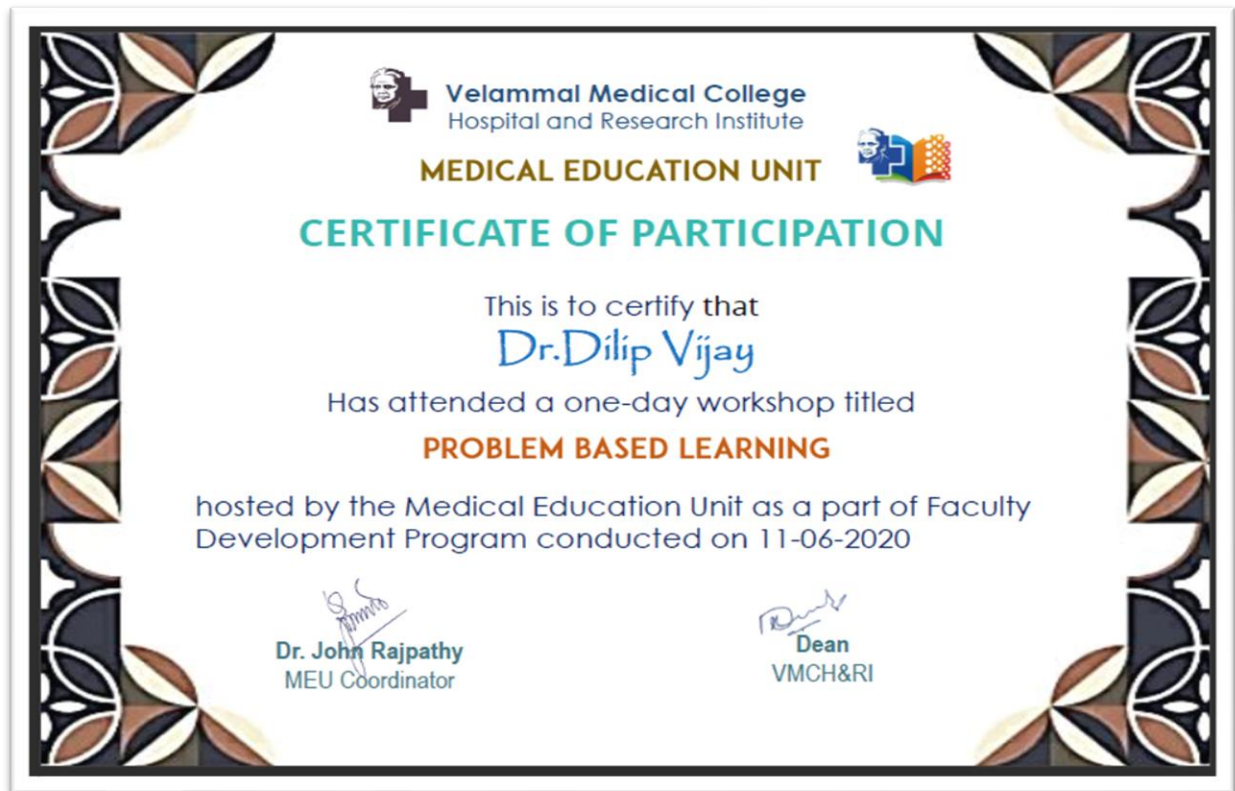 Velammal Medical College
Hospital and Research Institute
MEDICAL EDUCATION UNIT
CERTIFICATE OF PARTICIPATION
This is to certify that
Dr.Dilip Vijay
Has attended a one-day workshop titled
PROBLEM BASED LEARNING
hosted by the Medical Education Unit as a part of Faculty
Development Program conducted on 11-06-2020
Dr. John Rajpathy
MEU Coordinator
Dean
VMCH&RI